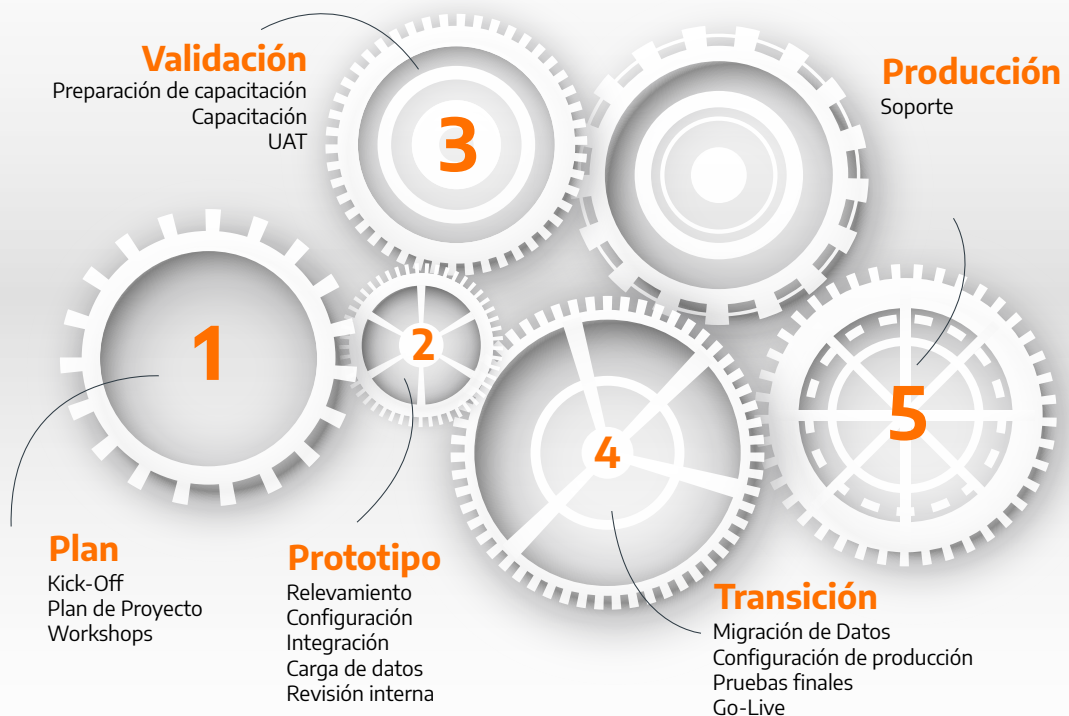 Validación
Preparación de capacitación
Capacitación
UAT
3
Producción
Soporte
1
2
4
5
Plan
Kick-Off
Plan de Proyecto
Workshops
Prototipo
Relevamiento
Configuración
Integración
Carga de datos
Revisión interna
Transición
Migración de Datos
Configuración de producción
Pruebas finales
Go-Live